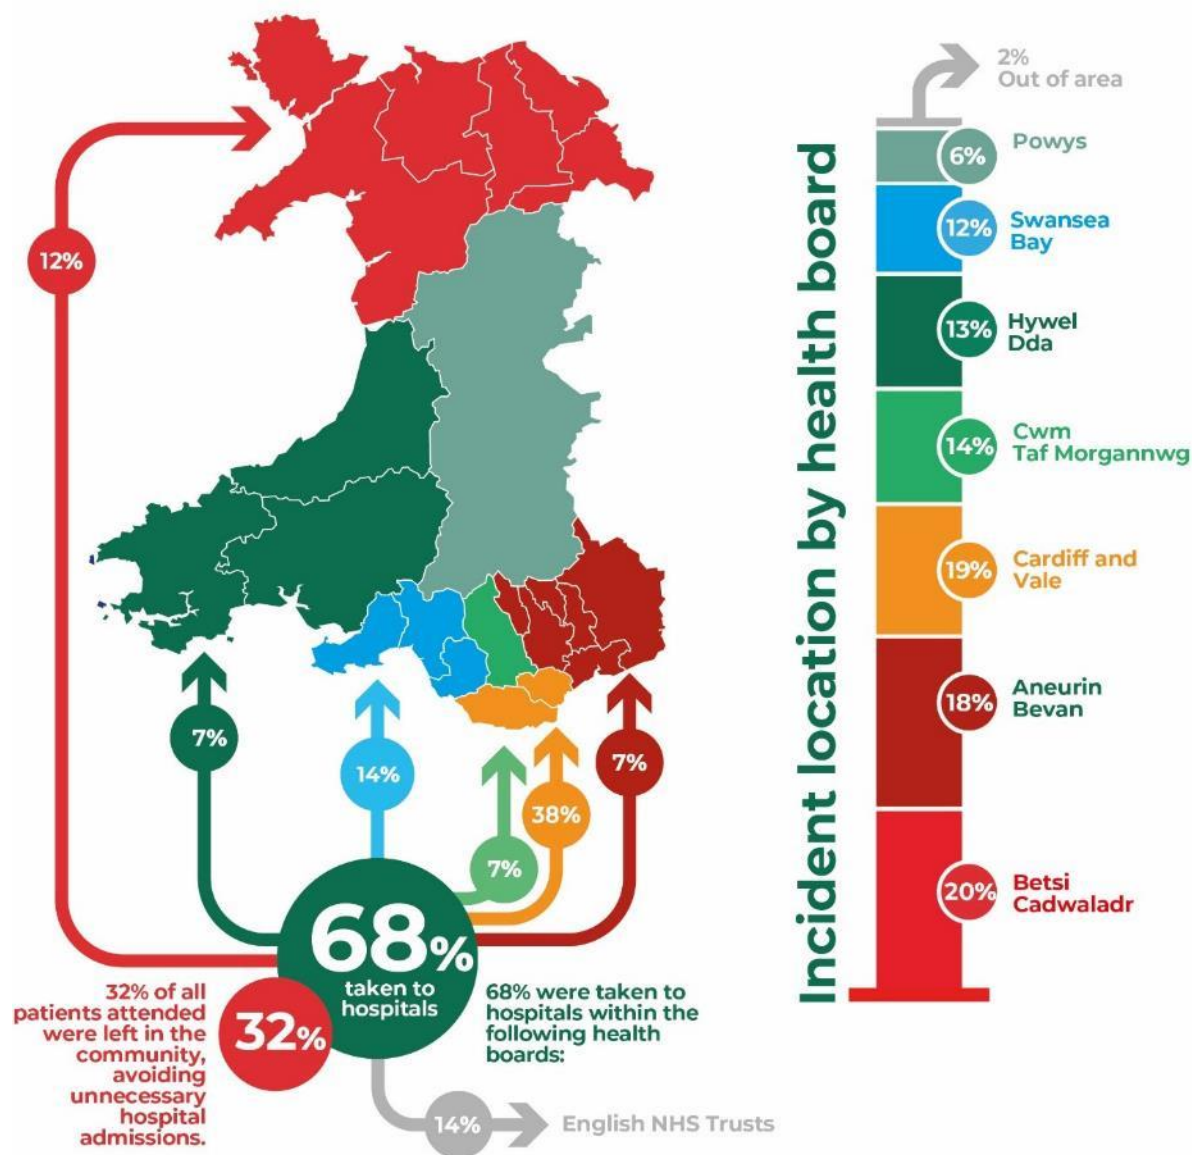 12%
7%
14%
7%
38%
7%
68%
taken to
hospitals
32% of all
patients attended
were left in the
community,
avoiding
unnecessary
hospital
admissions.
32%
68% were taken to
hospitals within the
following health
boards:
14%
English NHS Trusts
Incident location by health board
2%
Out of area
6%
Powys
12%
Swansea
Bay
13%
Hywel
Dda
14%
Cwm
Taf Morgannwg
19%
Cardiff and
Vale
18%
Aneurin
Bevan
20%
Betsi
Cadwaladr